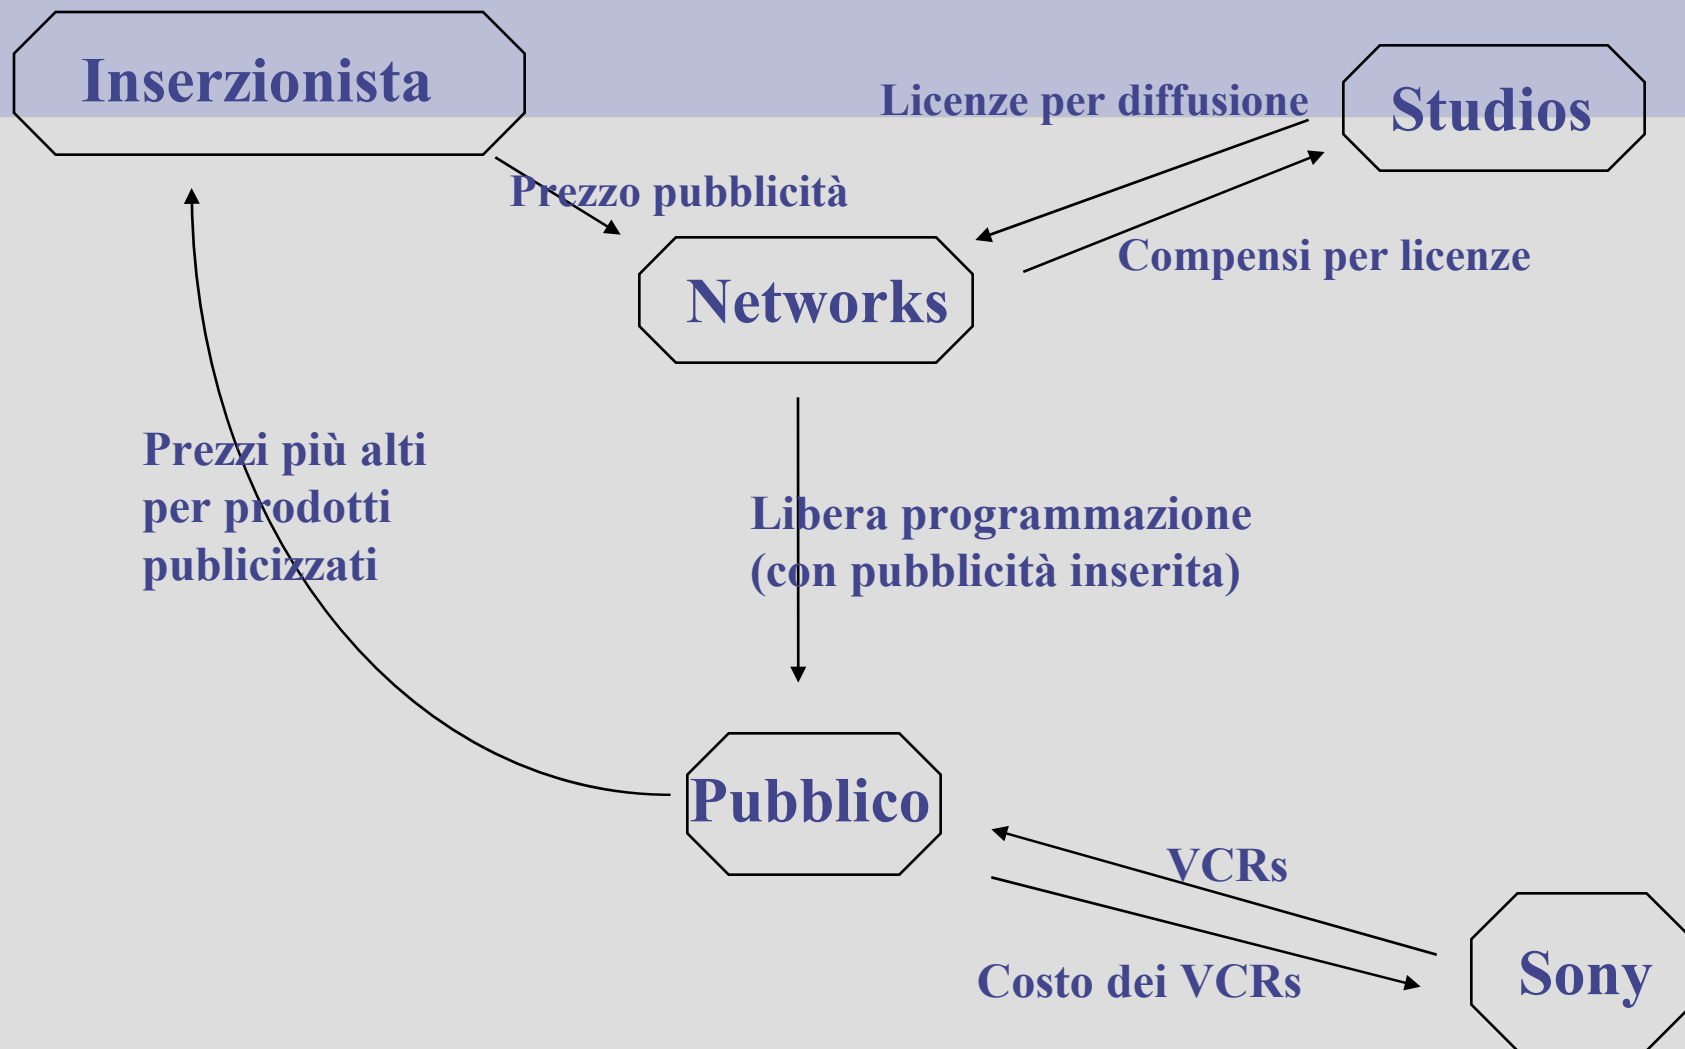 Inserzionista
Licenze per diffusione
Studios
Prezzo pubblicità
Compensi per licenze
Networks
Prezzi più alti
per prodotti
publicizzati
Libera programmazione
(con pubblicità inserita)
Pubblico
VCRs
Costo dei VCRs
Sony